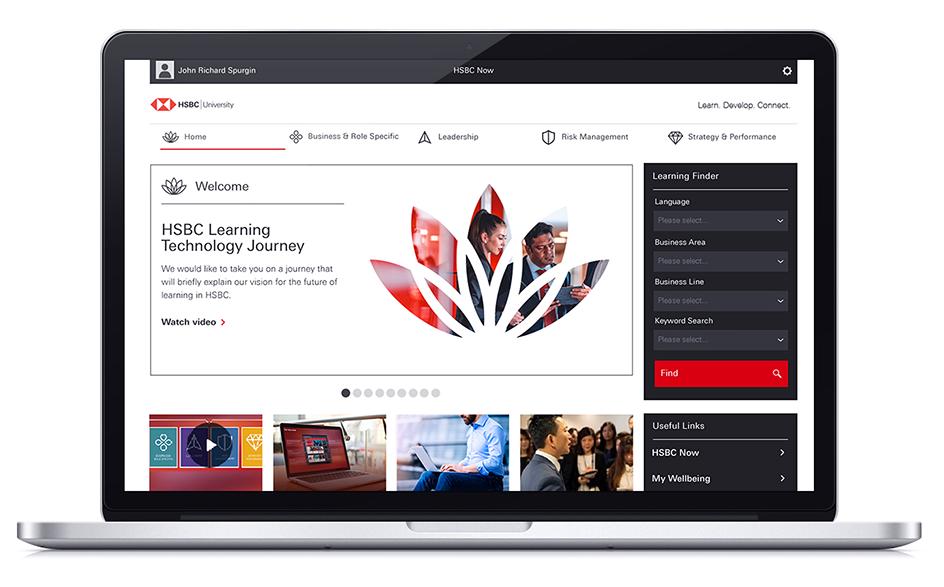 John Richard Spurgin
HSBC Now
HSBC University
Learn. Develop. Connect.
Home
Business & Role Specific
Leadership
Risk Management
Strategy & Performance
Welcome
HSBC Learning
Technology Journey
We would like to take you on a journey that
will briefly explain our vision for the future of
learning in HSBC.
Watch video
Learning Finder
Language
Please select...
Business Area
Please select...
Business Line
Please select...
Keyword Search
Please select...
Find
Useful Links
HSBC Now
My Wellbeing